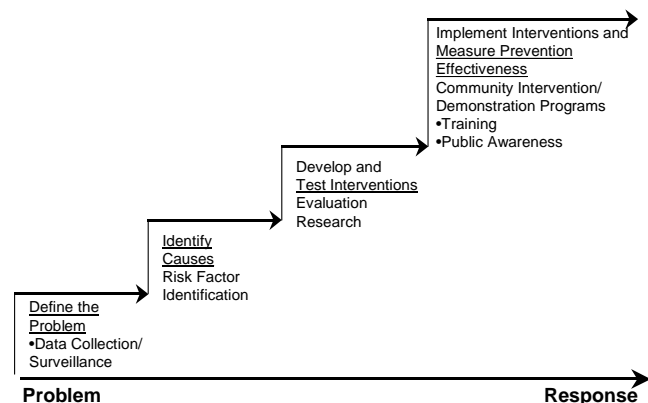 Define the
Problem
•Data Collection/
Surveillance
Identify
Causes
Risk Factor
Identification
Develop and
Test Interventions
Evaluation
Research
Implement Interventions and
Measure Prevention
Effectiveness
Community Intervention/
Demonstration Programs
•Training
•Public Awareness
Problem
Response